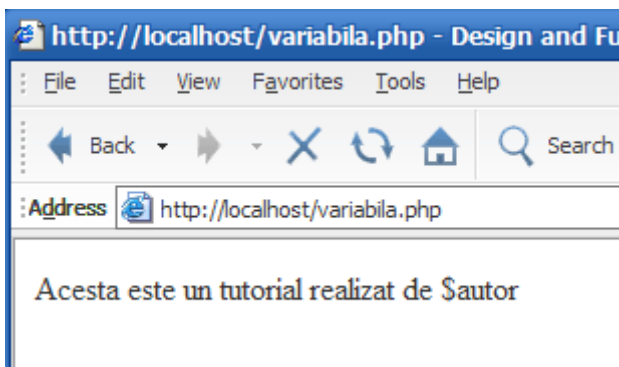 http://localhost/variabila.php - Design and Fu
File Edit View Favorites Tools Help
Back Search
Address http://localhost/variabila.php
Acesta este un tutorial realizat de $autor